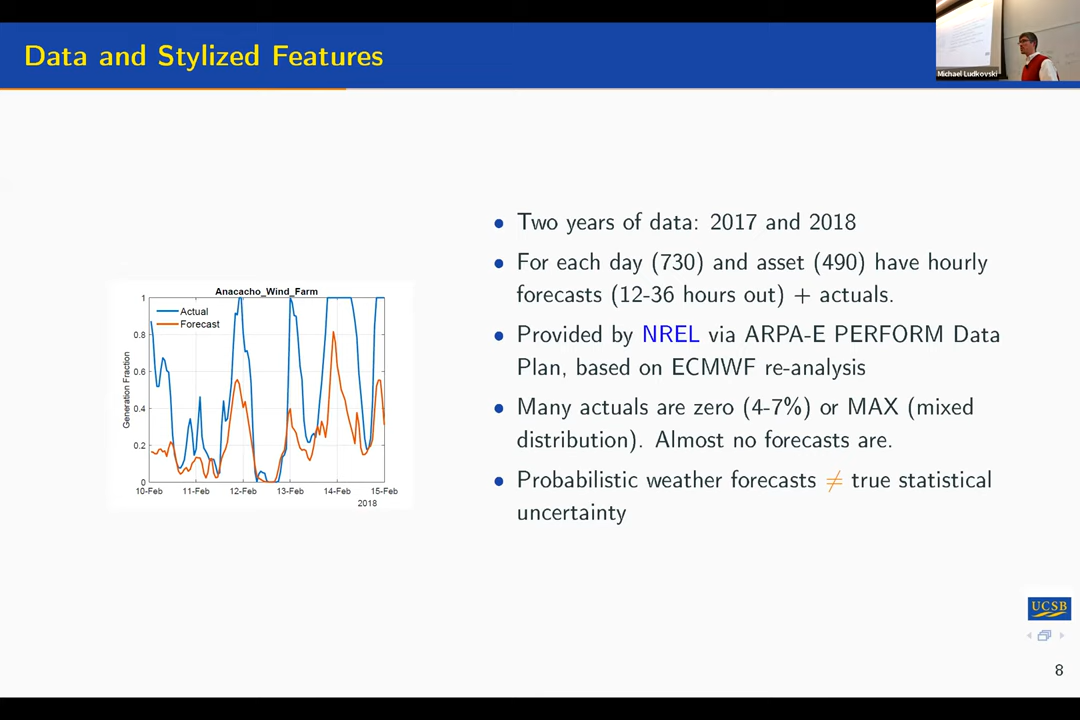 Data and Stylized Features
Michael Ludkovski
Anacacho_Wind_Farm
Actual
Forecast
Generation Fraction
1
0.8
0.6
0.4
0.2
0
10-Feb 11-Feb 12-Feb 13-Feb 14-Feb 15-Feb
2018
• Two years of data: 2017 and 2018
• For each day (730) and asset (490) have hourly
forecasts (12-36 hours out) + actuals.
• Provided by NREL via ARPA-E PERFORM Data
Plan, based on ECMWF re-analysis
• Many actuals are zero (4-7%) or MAX (mixed
distribution). Almost no forecasts are.
• Probabilistic weather forecasts ≠ true statistical
uncertainty
UCSB
8